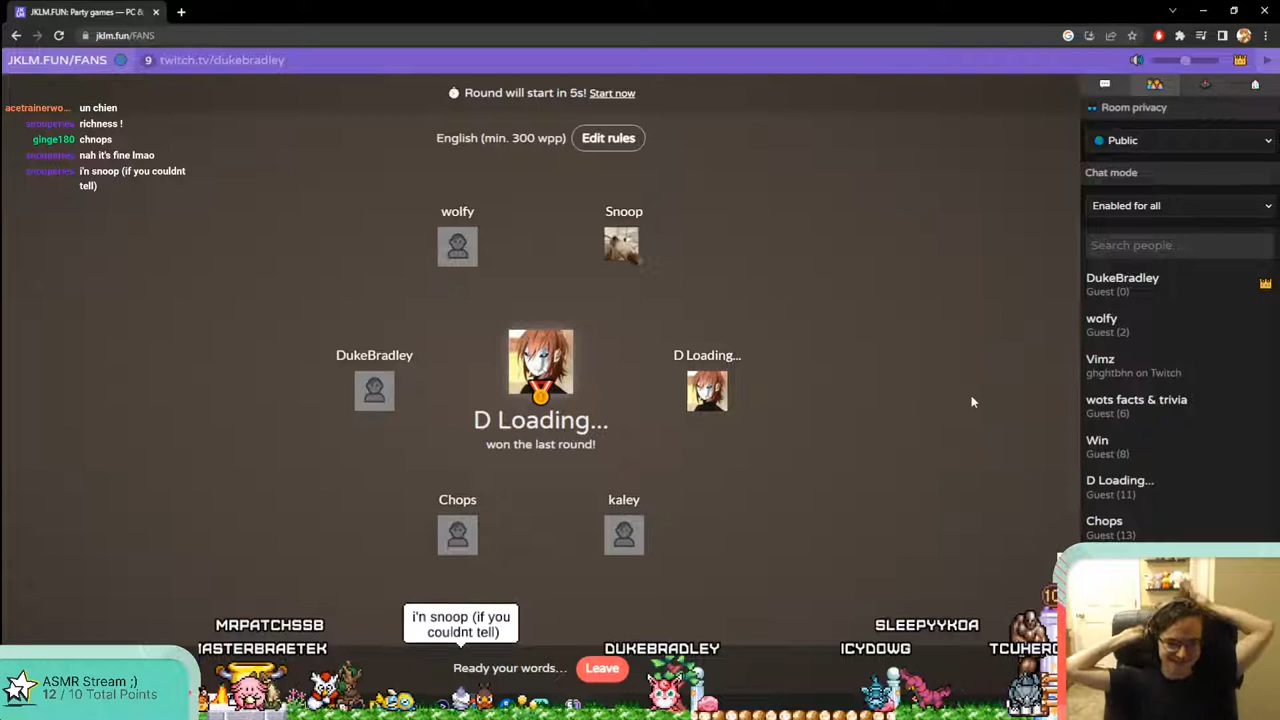 JKLM.FUN: Party games — PC &
jklm.fun/FANS
JKLM.FUN/FANS 9 twitch.tv/dukebradley
Round will start in 5s! Start now
English (min. 300 wpp) Edit rules
acetrainerwo... un chien
richness !
ginge180 chnops
nah it's fine lmao
i'n snoop (if you couldnt
tell)
wolfy
Snoop
DukeBradley
D Loading...
D Loading...
won the last round!
Chops
kaley
Room privacy
Public
Chat mode
Enabled for all
Search people...
DukeBradley
Guest (0)
wolfy
Guest (2)
Vimz
ghghtbhn on Twitch
wots facts & trivia
Guest (6)
Win
Guest (8)
D Loading...
Guest (11)
Chops
Guest (13)
i'n snoop (if you
couldnt tell)
Ready your words... Leave
MRPATCHSSB
ASTERBRAETEK
DUKEBRADLEY
SLEEPYYKOA
ICYDOWG
TCUHERO
10
ASMR Stream ;)
12 / 10 Total Points